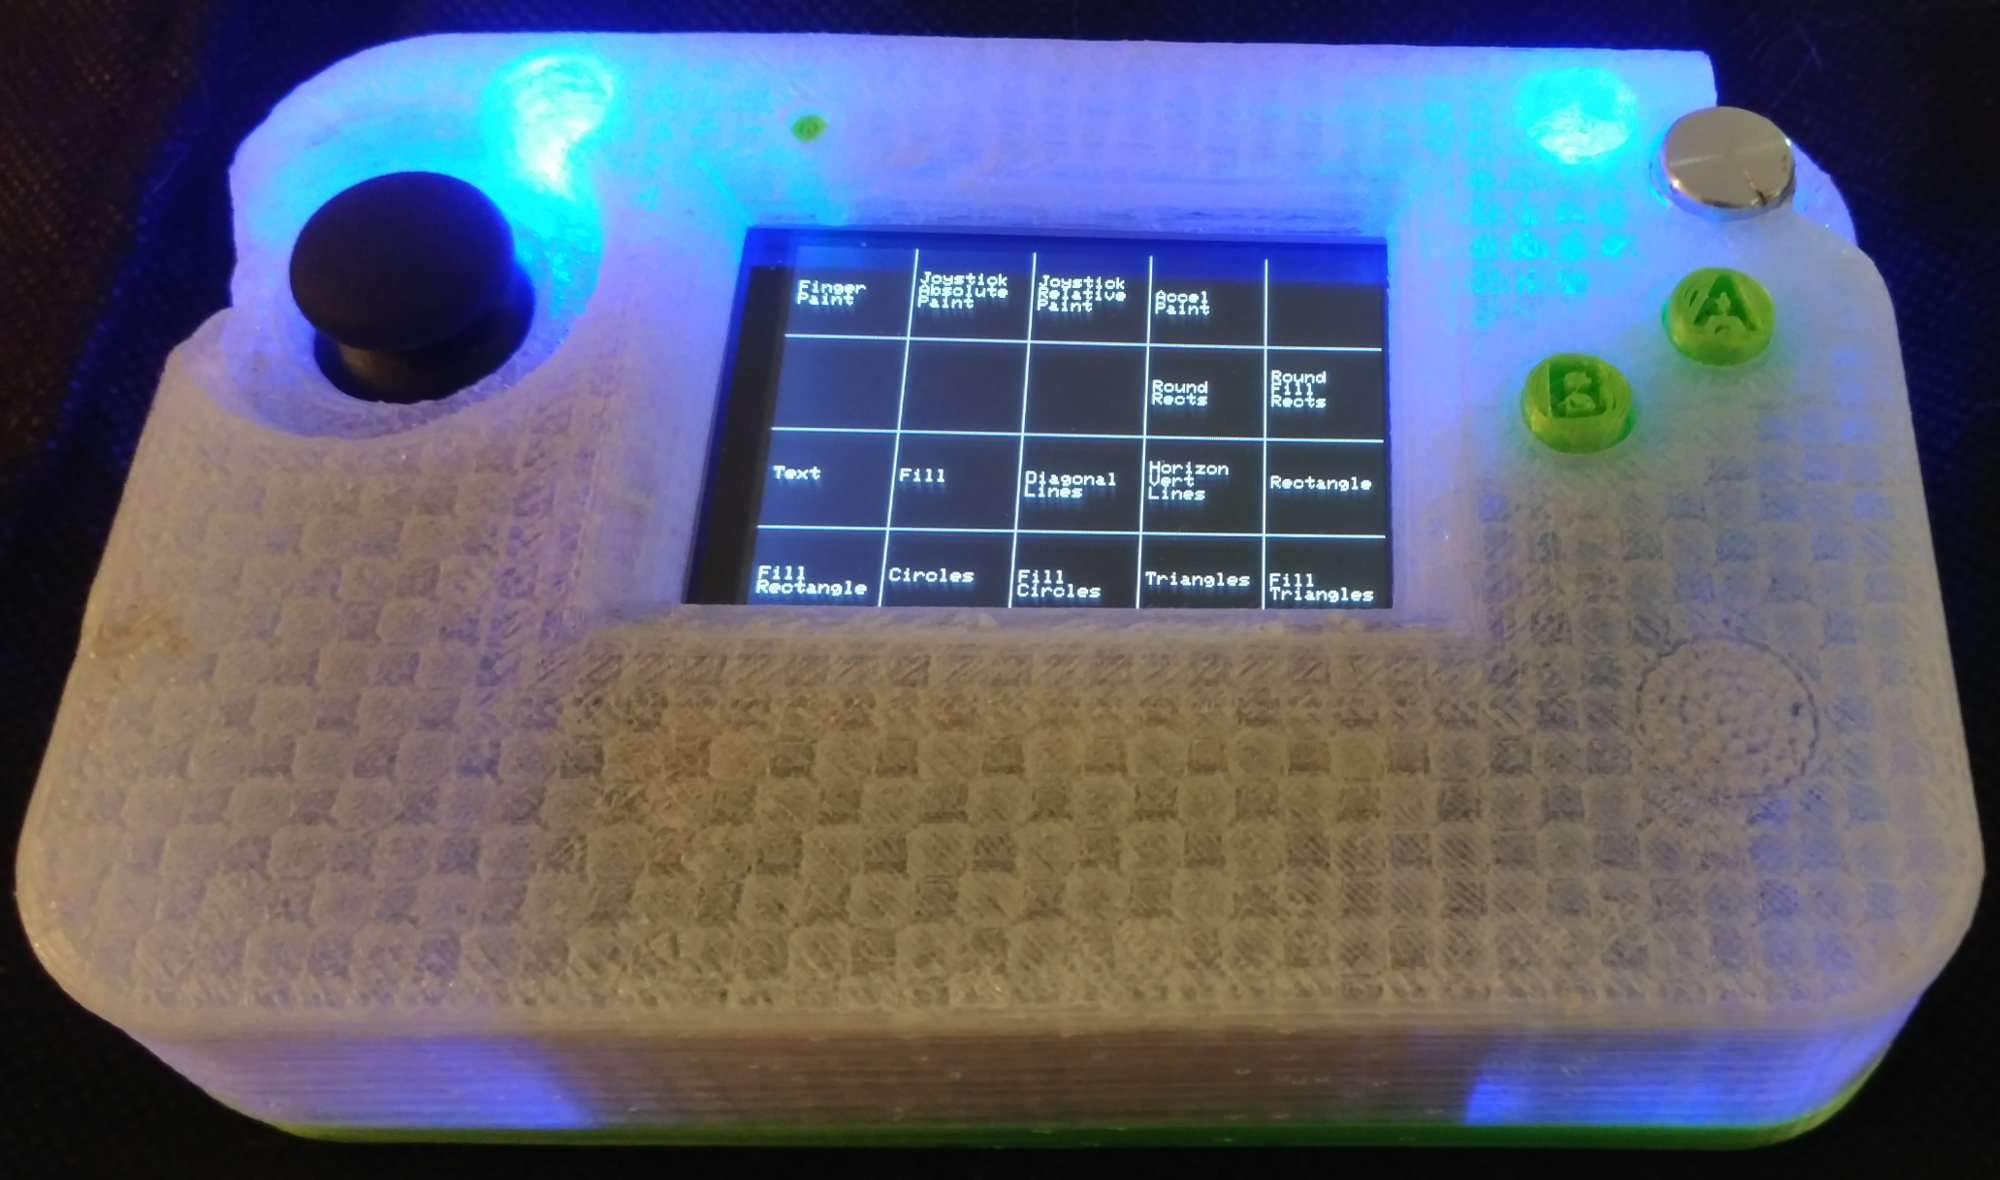 Finger
Paint
Joystick
Absolute
Paint
Joystick
Relative
Paint
Accel
Paint
Round
Rects
Round
Fill
Rects
Text
Fill
Diagonal
Lines
Horizon
Vert
Lines
Rectangle
Fill
Rectangle
Circles
Fill
Circles
Triangles
Fill
Triangles
A
B